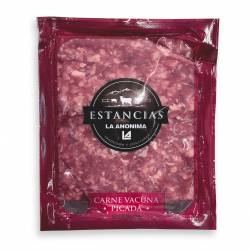 ESTANCIAS
LA ANONIMA
LA
CARNE VACUNA
PICADA